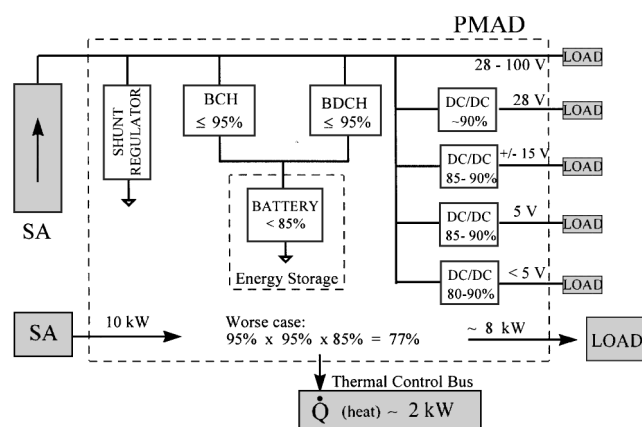 PMAD
28 - 100 V
LOAD
SHUNT
REGULATOR
BCH
≤ 95%
BDCH
≤ 95%
DC/DC
~90%
28 V
LOAD
DC/DC
85- 90%
+/- 15 V
LOAD
BATTERY
< 85%
Energy Storage
DC/DC
85- 90%
5 V
LOAD
DC/DC
80-90%
< 5 V
LOAD
SA
SA
10 kW
Worse case:
95% x 95% x 85% = 77%
~ 8 kW
LOAD
Thermal Control Bus
Q̇ (heat) ~ 2 kW